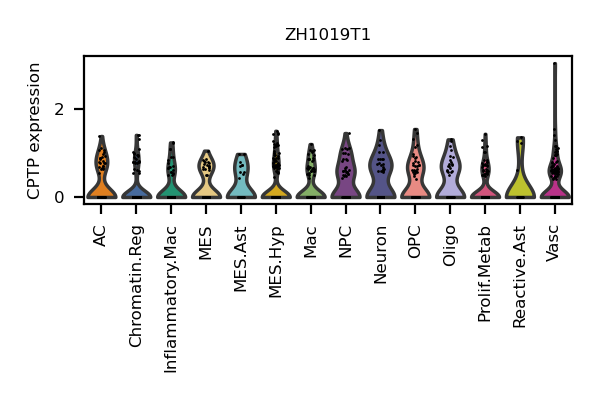 ZH1019T1
CPTP expression
2
0
AC
Chromatin.Reg
Inflammatory.Mac
MES
MES.Ast
MES.Hyp
Mac
NPC
Neuron
OPC
Oligo
Prolif.Metab
Reactive.Ast
Vasc